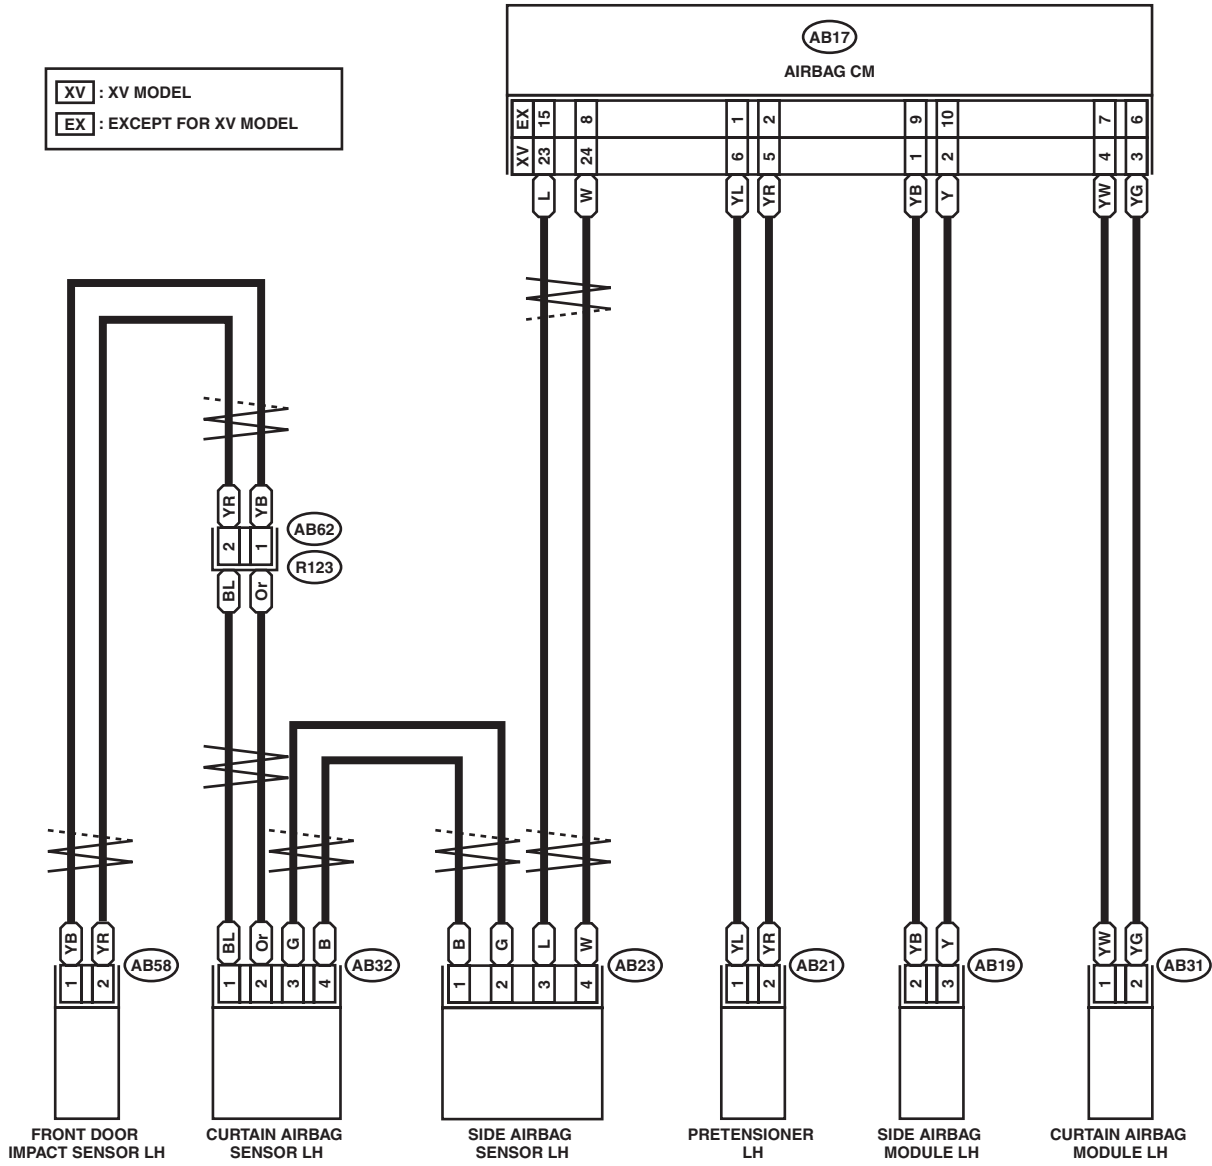 AB17
AIRBAG CM
XV : XV MODEL
EX : EXCEPT FOR XV MODEL
EX 15 8 1 2 9 10 7 6
XV 23 24 6 5 1 2 4 3
L W YL YR YB Y YW YG
YR YB
2 1
AB62
R123
BL Or
YB YR BL Or G B B G L W YL YR YB Y YW YG
AB58 AB32 AB23 AB21 AB19 AB31
1 2 1 2 3 4 1 2 3 4 1 2 2 3 1 2
FRONT DOOR
IMPACT SENSOR LH
CURTAIN AIRBAG
SENSOR LH
SIDE AIRBAG
SENSOR LH
PRETENSIONER
LH
SIDE AIRBAG
MODULE LH
CURTAIN AIRBAG
MODULE LH